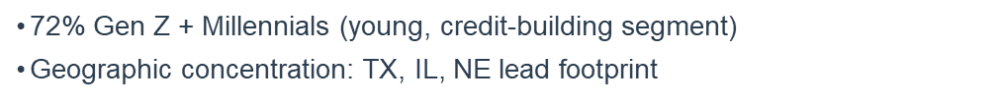 • 72% Gen Z + Millennials (young, credit-building segment)
• Geographic concentration: TX, IL, NE lead footprint